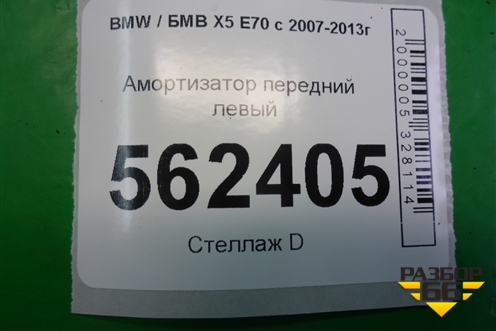 BMW / БМВ X5 E70 с 2007-2013г
Амортизатор передний
левый
562405
Стеллаж D
2000005328114
РАЗБОР
66